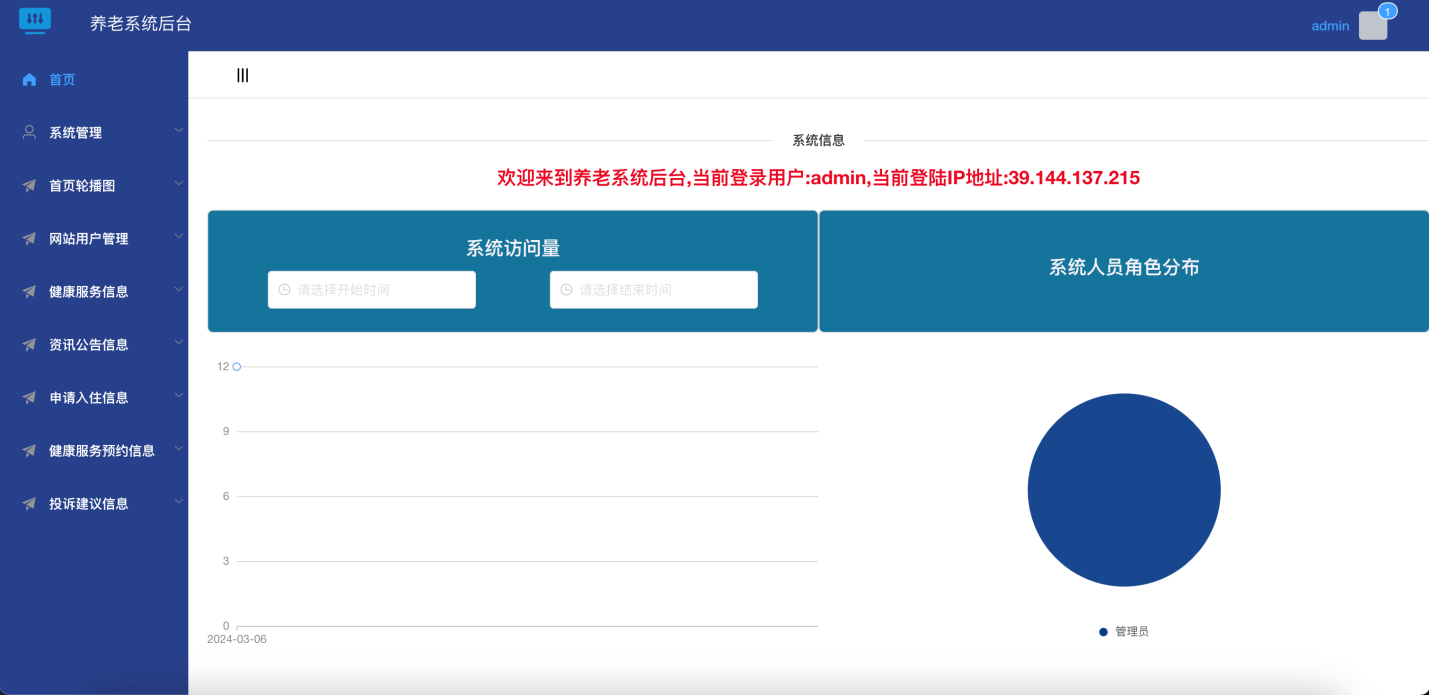 养老系统后台
admin
1
首页
系统管理
首页轮播图
网站用户管理
健康服务信息
资讯公告信息
申请入住信息
健康服务预约信息
投诉建议信息
系统信息
欢迎来到养老系统后台,当前登录用户:admin,当前登陆IP地址:39.144.137.215
系统访问量
请选择开始时间
请选择结束时间
系统人员角色分布
12
9
6
3
0
2024-03-06
管理员